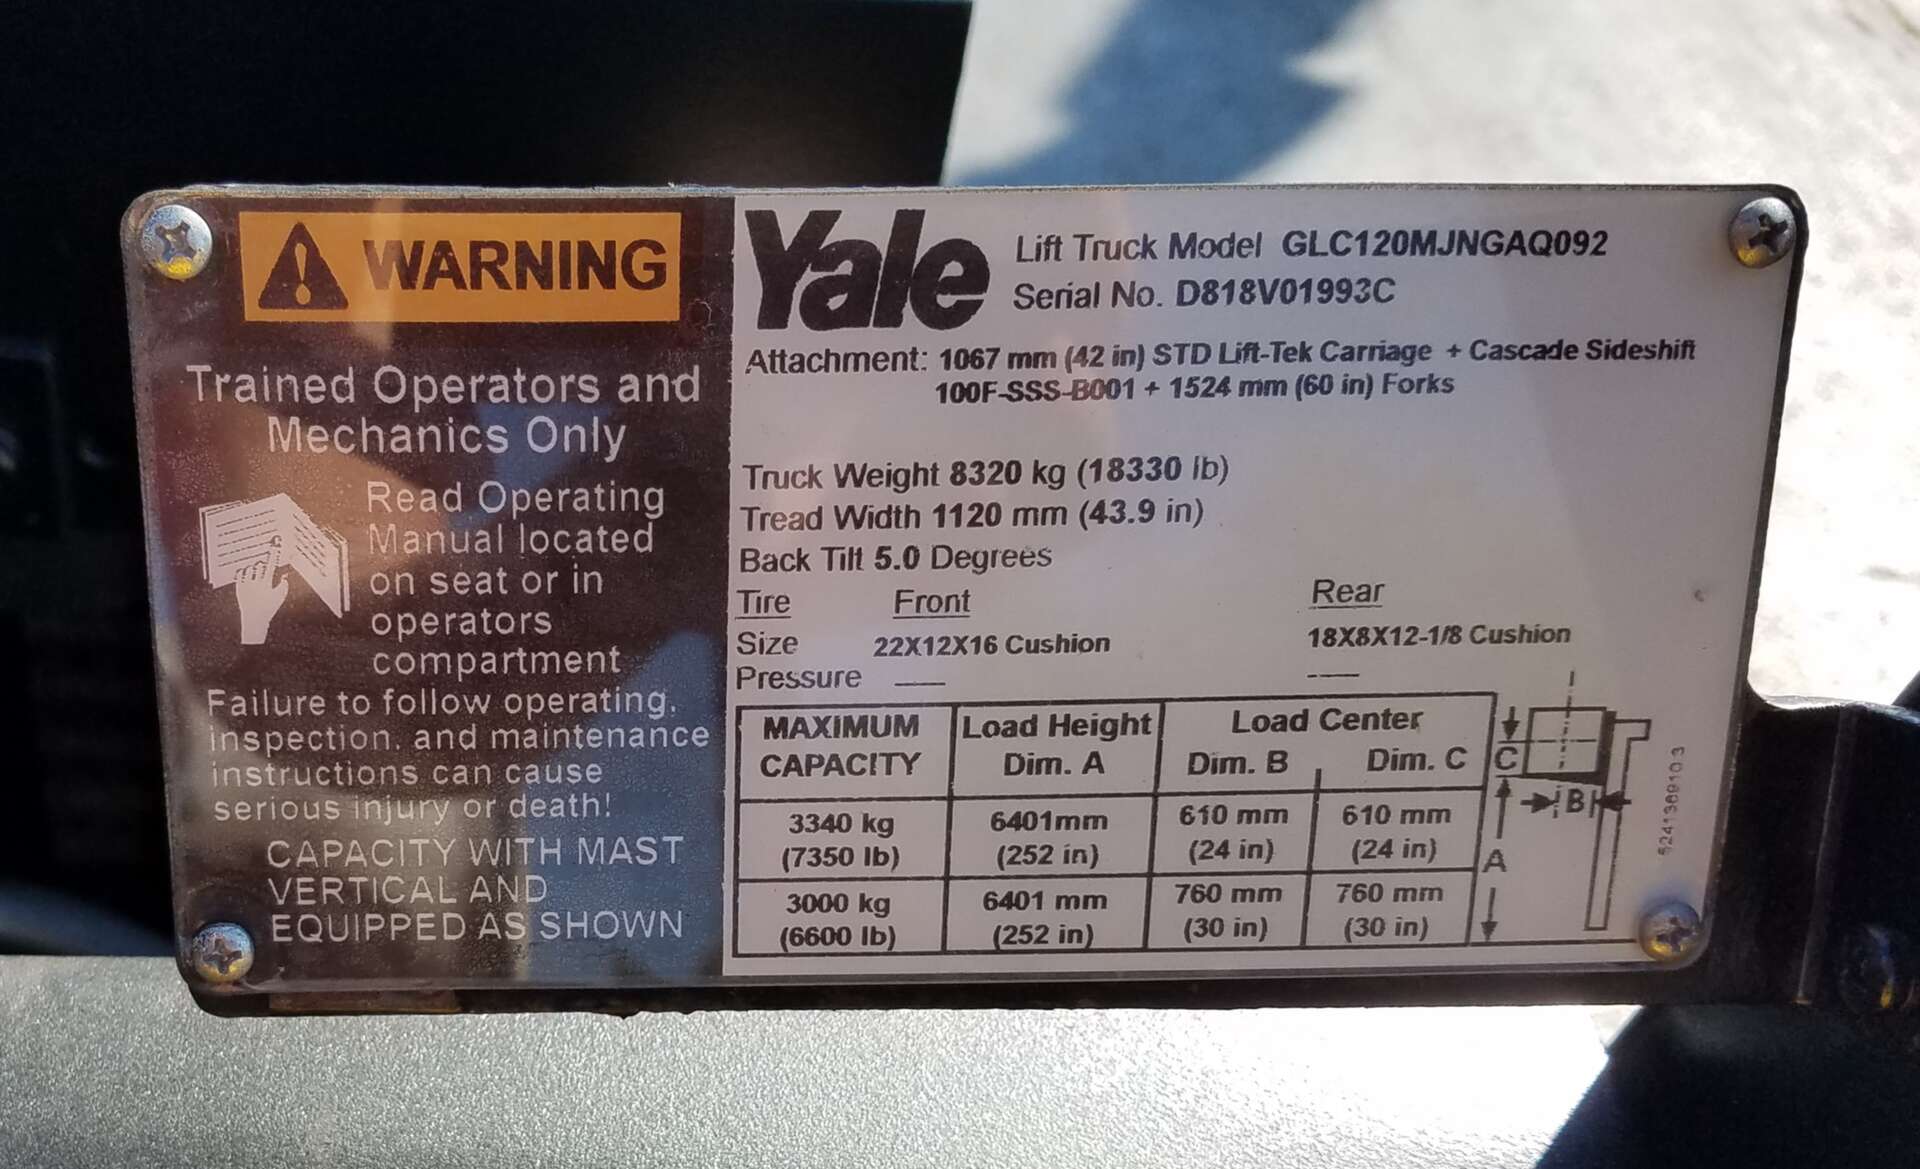 WARNING
Trained Operators and
Mechanics Only
Read Operating
Manual located
on seat or in
operators
compartment
Failure to follow operating,
inspection, and maintenance
instructions can cause
serious injury or death!
CAPACITY WITH MAST
VERTICAL AND
EQUIPPED AS SHOWN
Yale
Lift Truck Model GLC120MJNGAQ092
Serial No. D818V01993C
Attachment: 1067 mm (42 in) STD Lift-Tek Carriage + Cascade Sideshift
100F-SSS-B001 + 1524 mm (60 in) Forks
Truck Weight 8320 kg (18330 lb)
Tread Width 1120 mm (43.9 in)
Back Tilt 5.0 Degrees
Tire Front Rear
Size 22X12X16 Cushion 18X8X12-1/8 Cushion
Pressure
MAXIMUM Load Height Load Center
CAPACITY Dim. A Dim. B Dim. C
3340 kg 6401mm 610 mm 610 mm
(7350 lb) (252 in) (24 in) (24 in)
3000 kg 6401 mm 760 mm 760 mm
(6600 lb) (252 in) (30 in) (30 in)
C
B
A
524138910.3